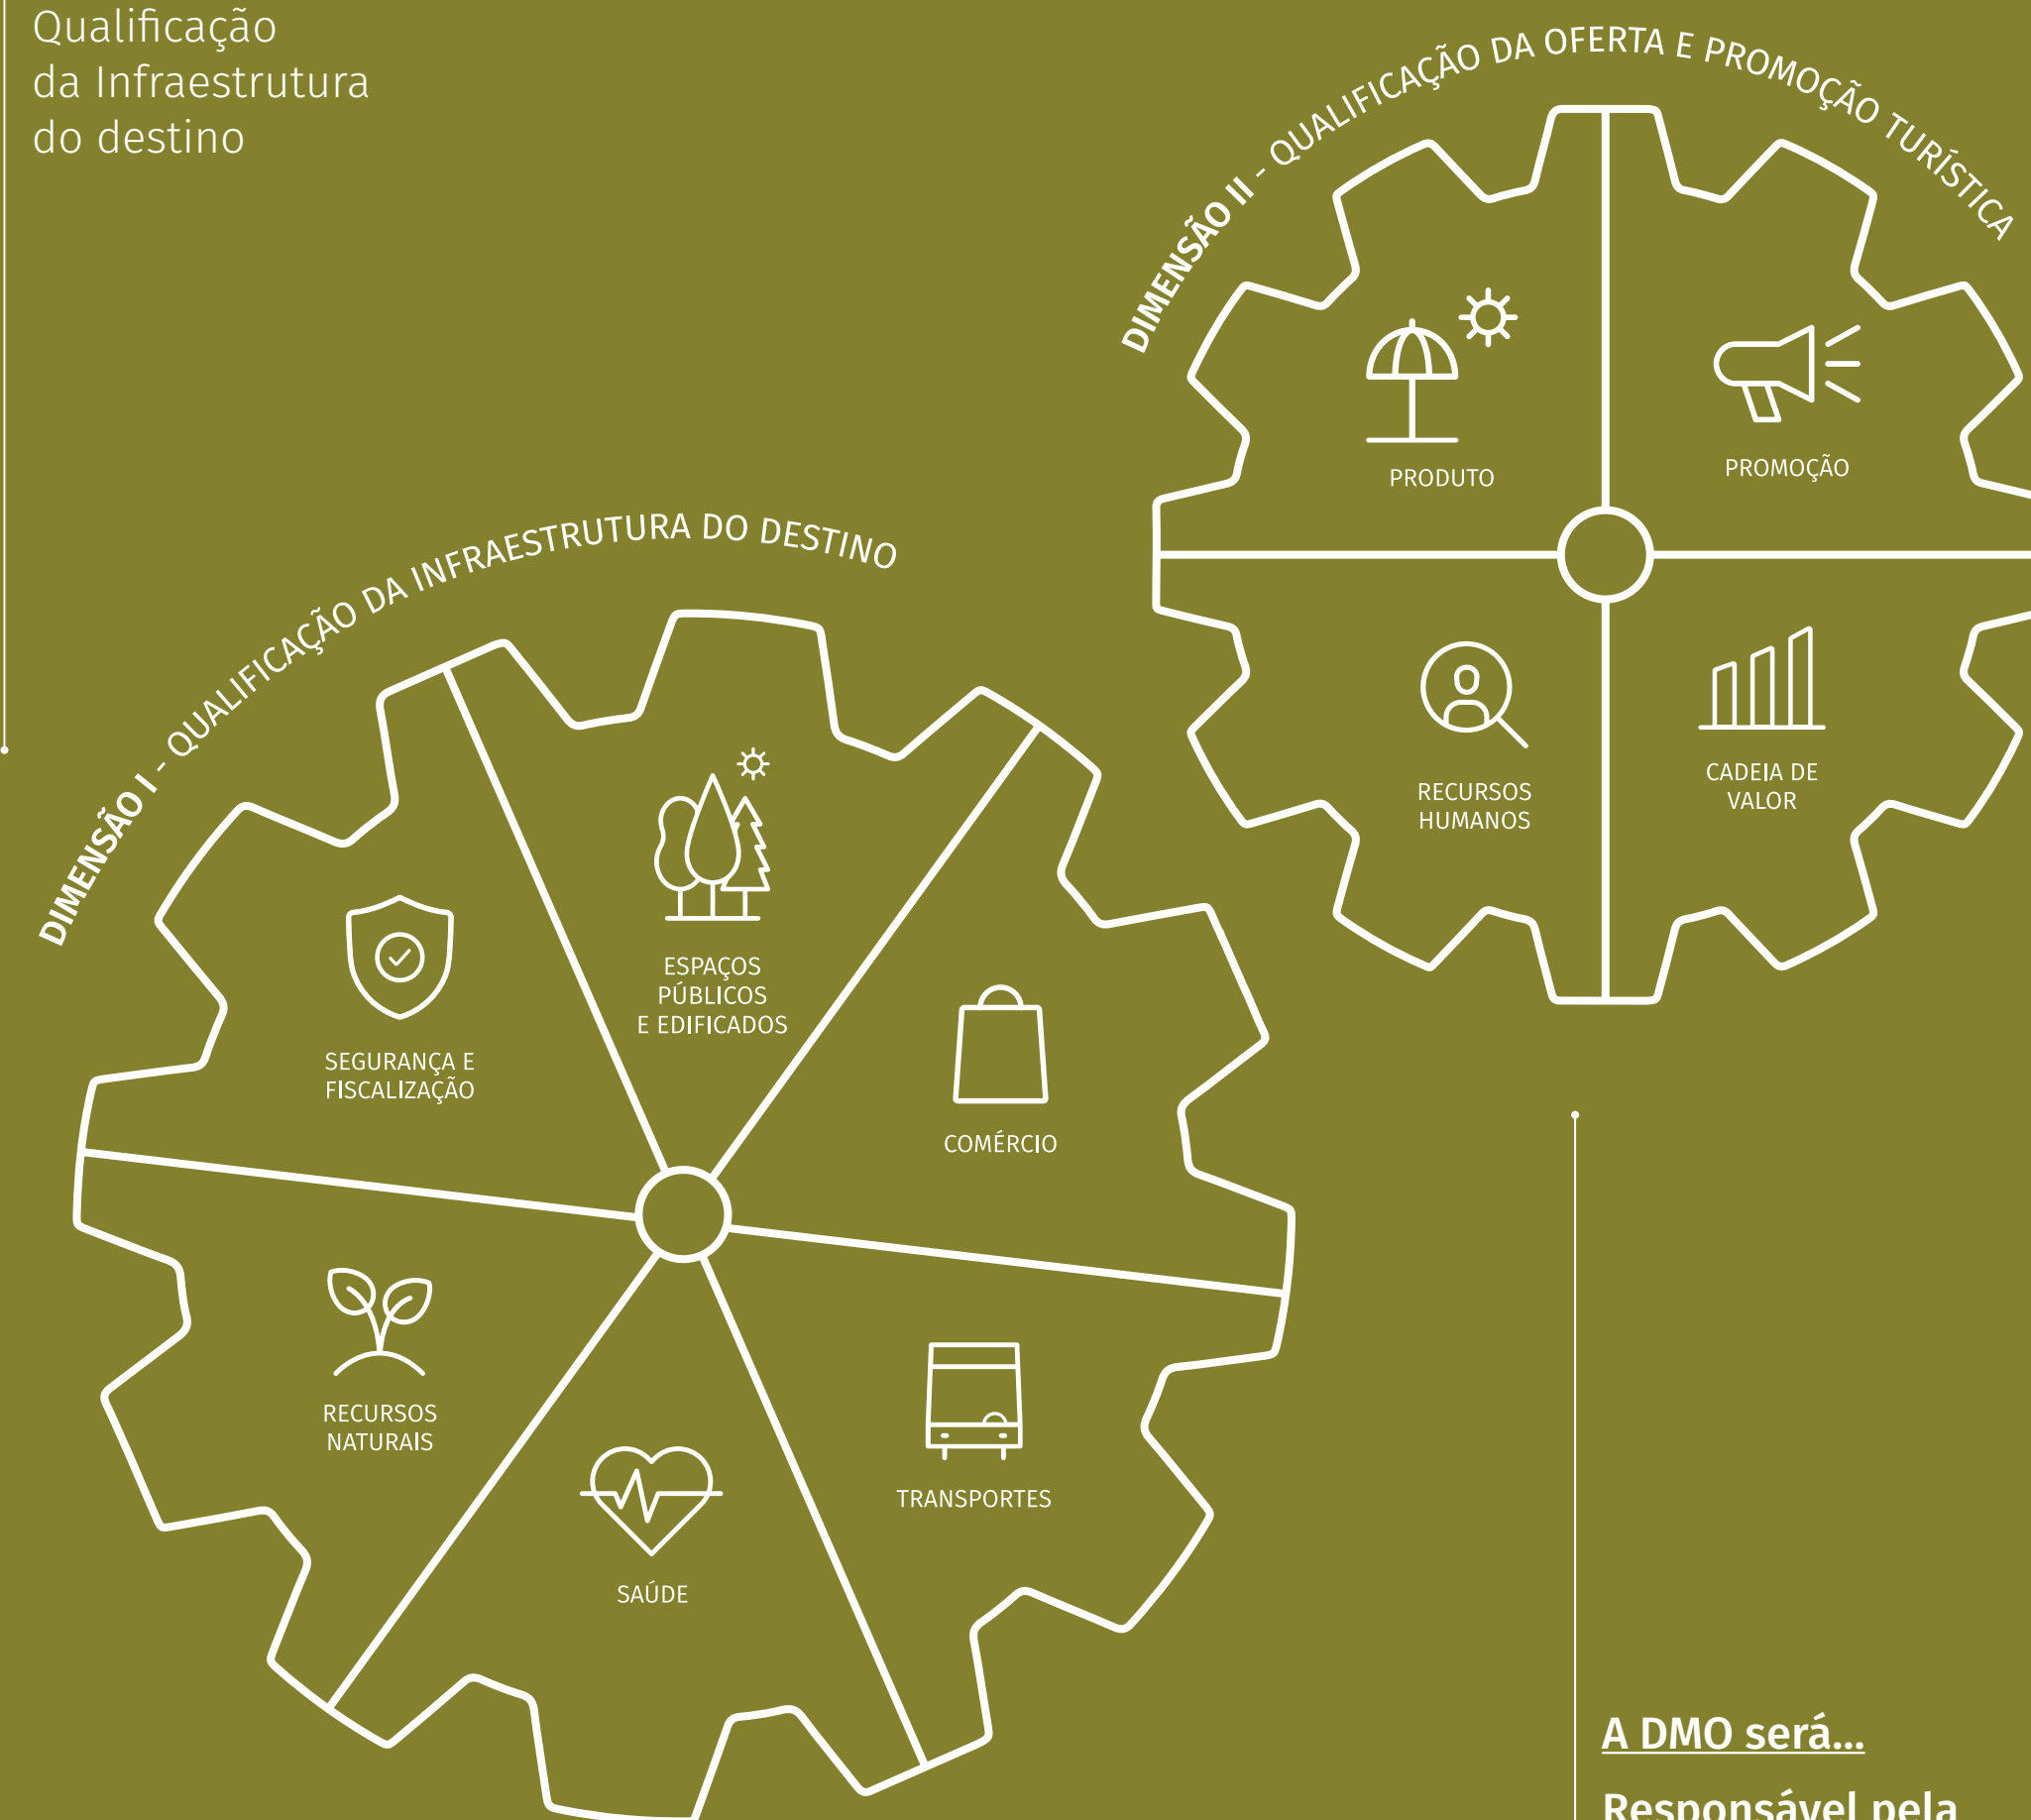 Qualificação
da Infraestrutura
do destino
DIMENSÃO II - QUALIFICAÇÃO DA OFERTA E PROMOÇÃO TURÍSTICA
PRODUTO
PROMOÇÃO
RECURSOS
HUMANOS
CADEIA DE
VALOR
DIMENSÃO I - QUALIFICAÇÃO DA INFRAESTRUTURA DO DESTINO
SEGURANÇA E
FISCALIZAÇÃO
ESPAÇOS
PÚBLICOS
E EDIFICADOS
COMÉRCIO
RECURSOS
NATURAIS
SAÚDE
TRANSPORTES
A DMO será...
Responsável pela